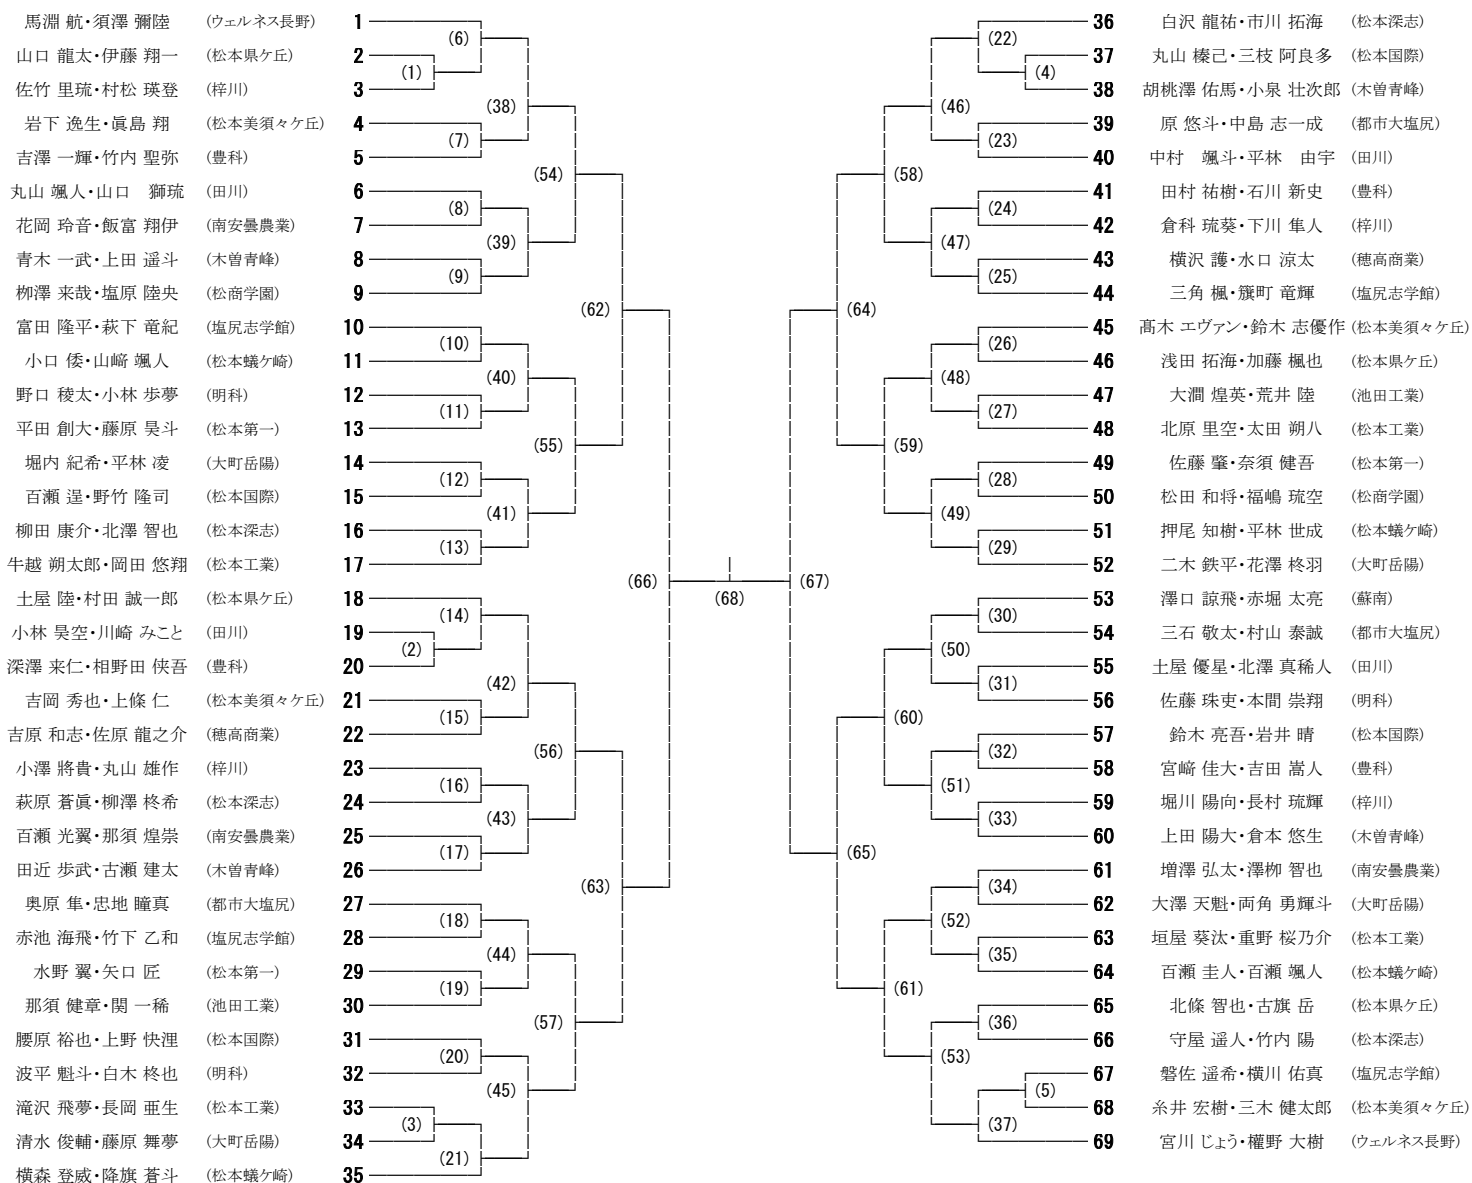 馬淵 航・須澤 彌陸 (ウェルネス長野) 1
山口 龍太・伊藤 翔一 (松本県ケ丘) 2
佐竹 里琉・村松 瑛登 (梓川) 3
岩下 逸生・眞島 翔 (松本美須々ケ丘) 4
吉澤 一輝・竹内 聖弥 (豊科) 5
丸山 颯人・山口　獅琉 (田川) 6
花岡 玲音・飯富 翔伊 (南安曇農業) 7
青木 一武・上田 遥斗 (木曽青峰) 8
栁澤 来哉・塩原 陸央 (松商学園) 9
富田 隆平・萩下 竜紀 (塩尻志学館) 10
小口 倭・山﨑 颯人 (松本蟻ケ崎) 11
野口 稜太・小林 歩夢 (明科) 12
平田 創大・藤原 昊斗 (松本第一) 13
堀内 紀希・平林 凌 (大町岳陽) 14
百瀬 逞・野竹 隆司 (松本国際) 15
柳田 康介・北澤 智也 (松本深志) 16
牛越 朔太郎・岡田 悠翔 (松本工業) 17
土屋 陸・村田 誠一郎 (松本県ケ丘) 18
小林 昊空・川崎 みこと (田川) 19
深澤 来仁・相野田 侠吾 (豊科) 20
吉岡 秀也・上條 仁 (松本美須々ケ丘) 21
吉原 和志・佐原 龍之介 (穂高商業) 22
小澤 將貴・丸山 雄作 (梓川) 23
萩原 蒼眞・柳澤 柊希 (松本深志) 24
百瀬 光翼・那須 煌崇 (南安曇農業) 25
田近 歩武・古瀬 建太 (木曽青峰) 26
奥原 隼・忠地 瞳真 (都市大塩尻) 27
赤池 海飛・竹下 乙和 (塩尻志学館) 28
水野 翼・矢口 匠 (松本第一) 29
那須 健章・関 一稀 (池田工業) 30
腰原 裕也・上野 快浬 (松本国際) 31
波平 魁斗・白木 柊也 (明科) 32
滝沢 飛夢・長岡 亜生 (松本工業) 33
清水 俊輔・藤原 舞夢 (大町岳陽) 34
横森 登威・降旗 蒼斗 (松本蟻ケ崎) 35
(1)
(2)
(3)
(6)
(7)
(8)
(9)
(10)
(11)
(12)
(13)
(14)
(15)
(16)
(17)
(18)
(19)
(20)
(21)
(38)
(39)
(40)
(41)
(42)
(43)
(44)
(45)
(54)
(55)
(56)
(57)
(62)
(63)
(66)
(68)
(67)
(64)
(65)
(58)
(59)
(60)
(61)
(46)
(47)
(48)
(49)
(50)
(51)
(52)
(53)
(22)
(23)
(24)
(25)
(26)
(27)
(28)
(29)
(30)
(31)
(32)
(33)
(34)
(35)
(36)
(37)
(4)
(5)
36 白沢 龍祐・市川 拓海 (松本深志)
37 丸山 榛己・三枝 阿良多 (松本国際)
38 胡桃澤 佑馬・小泉 壮次郎 (木曽青峰)
39 原 悠斗・中島 志一成 (都市大塩尻)
40 中村　颯斗・平林　由宇 (田川)
41 田村 祐樹・石川 新史 (豊科)
42 倉科 琉葵・下川 隼人 (梓川)
43 横沢 護・水口 涼太 (穂高商業)
44 三角 楓・簱町 竜輝 (塩尻志学館)
45 髙木 エヴァン・鈴木 志優作 (松本美須々ケ丘)
46 浅田 拓海・加藤 楓也 (松本県ケ丘)
47 大澗 煌英・荒井 陸 (池田工業)
48 北原 里空・太田 朔八 (松本工業)
49 佐藤 肇・奈須 健吾 (松本第一)
50 松田 和将・福嶋 琉空 (松商学園)
51 押尾 知樹・平林 世成 (松本蟻ケ崎)
52 二木 鉄平・花澤 柊羽 (大町岳陽)
53 澤口 諒飛・赤堀 太亮 (蘇南)
54 三石 敬太・村山 泰誠 (都市大塩尻)
55 土屋 優星・北澤 真稀人 (田川)
56 佐藤 珠吏・本間 崇翔 (明科)
57 鈴木 亮吾・岩井 晴 (松本国際)
58 宮﨑 佳大・吉田 嵩人 (豊科)
59 堀川 陽向・長村 琉輝 (梓川)
60 上田 陽大・倉本 悠生 (木曽青峰)
61 増澤 弘太・澤栁 智也 (南安曇農業)
62 大澤 天魁・両角 勇輝斗 (大町岳陽)
63 垣屋 葵汰・重野 桜乃介 (松本工業)
64 百瀬 圭人・百瀬 颯人 (松本蟻ケ崎)
65 北條 智也・古旗 岳 (松本県ケ丘)
66 守屋 遥人・竹内 陽 (松本深志)
67 磐佐 遥希・横川 佑真 (塩尻志学館)
68 糸井 宏樹・三木 健太郎 (松本美須々ケ丘)
69 宮川 じょう・權野 大樹 (ウェルネス長野)